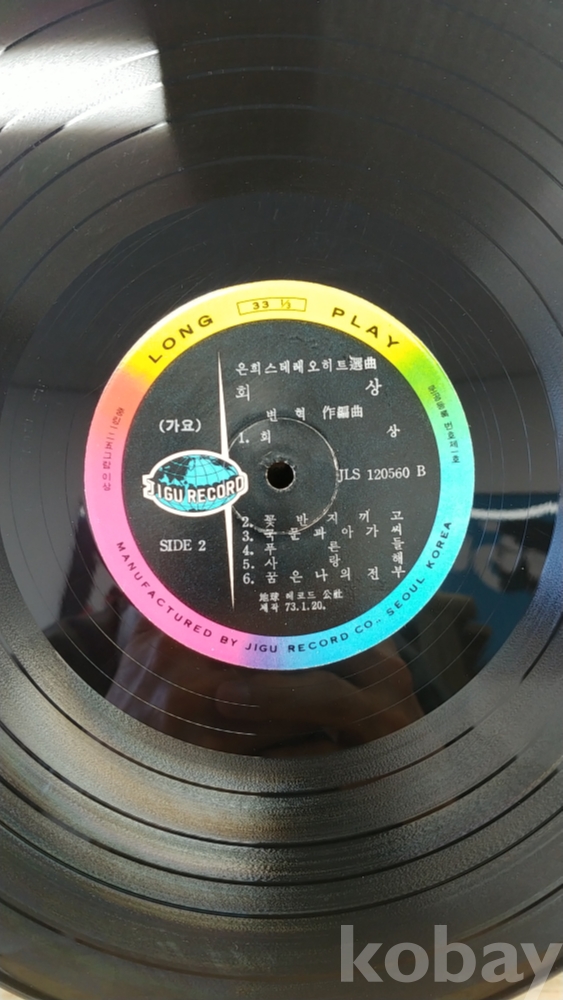 LONG 33 1/3 PLAY
은희스테레오히트選曲
회 상
변 혁 作編曲
(가요)
1. 회 상
JLS 120560 B
JIGU RECORD
SIDE 2
2. 꽃 반 지 끼 고
3. 국 문 과 아 가 씨
4. 푸 른 들
5. 사 랑 해
6. 꿈 은 나 의 전 부
地球 레코드 公社
제작 73.1.20.
MANUFACTURED BY JIGU RECORD CO., SEOUL KOREA
kobay